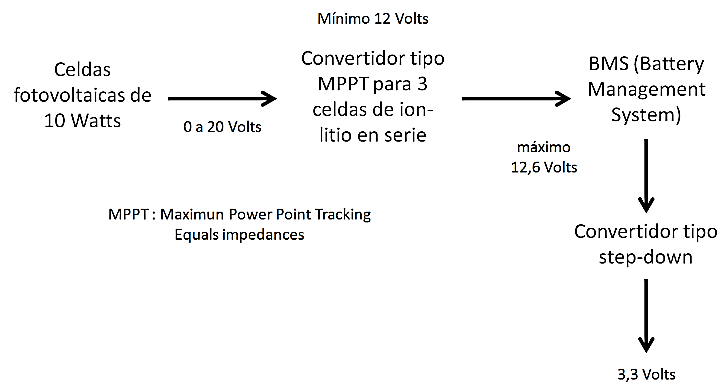 Mínimo 12 Volts
Celdas
fotovoltaicas de
10 Watts
0 a 20 Volts
Convertidor tipo
MPPT para 3
celdas de ion-
litio en serie
máximo
12,6 Volts
BMS (Battery
Management
System)
MPPT : Maximun Power Point Tracking
Equals impedances
Convertidor tipo
step-down
3,3 Volts